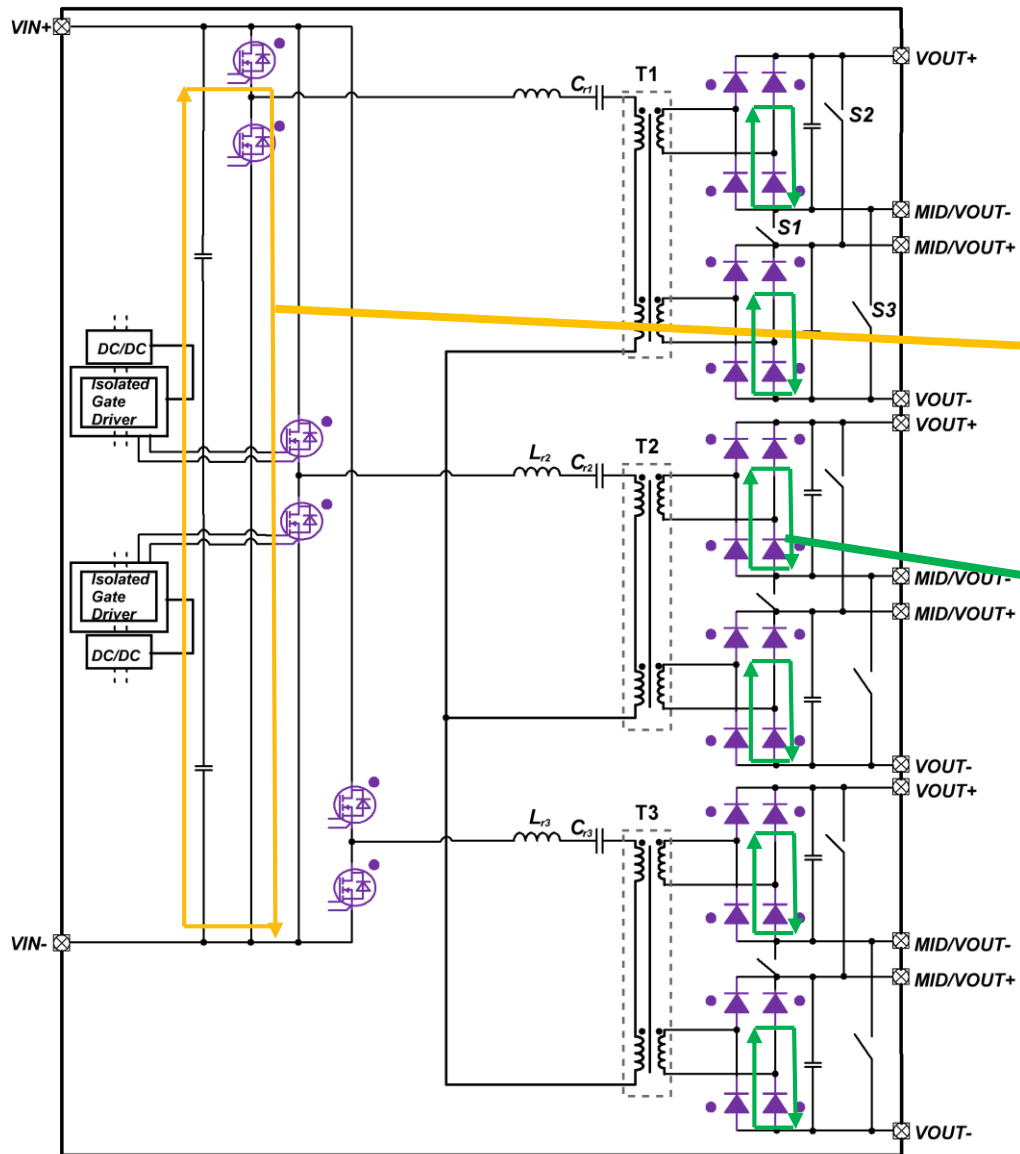 VIN+
Cr1
T1
VOUT+
S2
MID/VOUT-
S1
MID/VOUT+
S3
DC/DC
Isolated
Gate
Driver
VOUT-
VOUT+
Lr2
Cr2
T2
Isolated
Gate
Driver
MID/VOUT-
MID/VOUT+
DC/DC
VOUT-
VOUT+
Lr3
Cr3
T3
VIN-
MID/VOUT-
MID/VOUT+
VOUT-